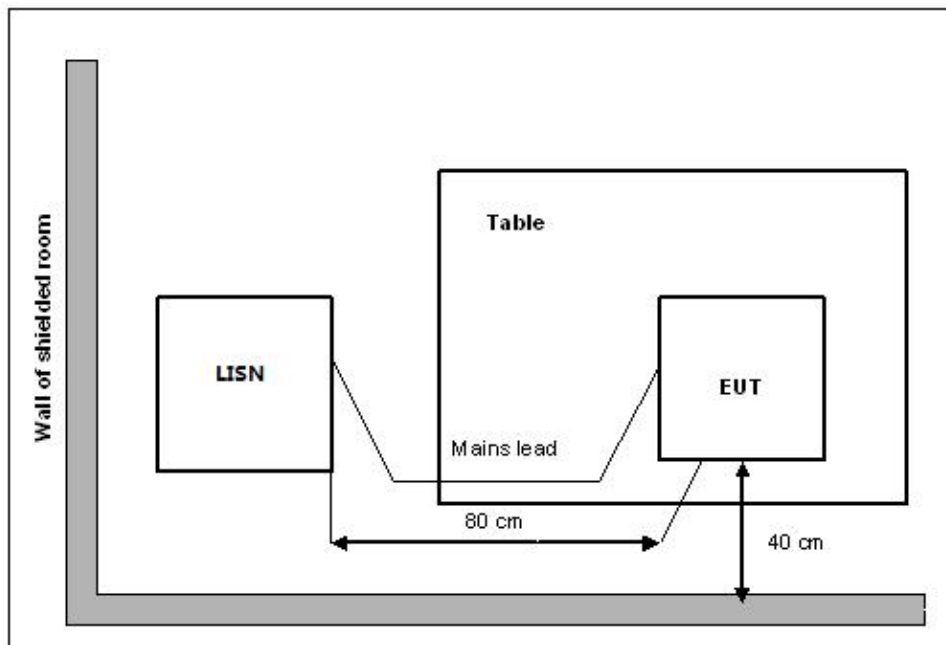 Wall of shielded room
Table
LISN
EUT
Mains lead
80 cm
40 cm